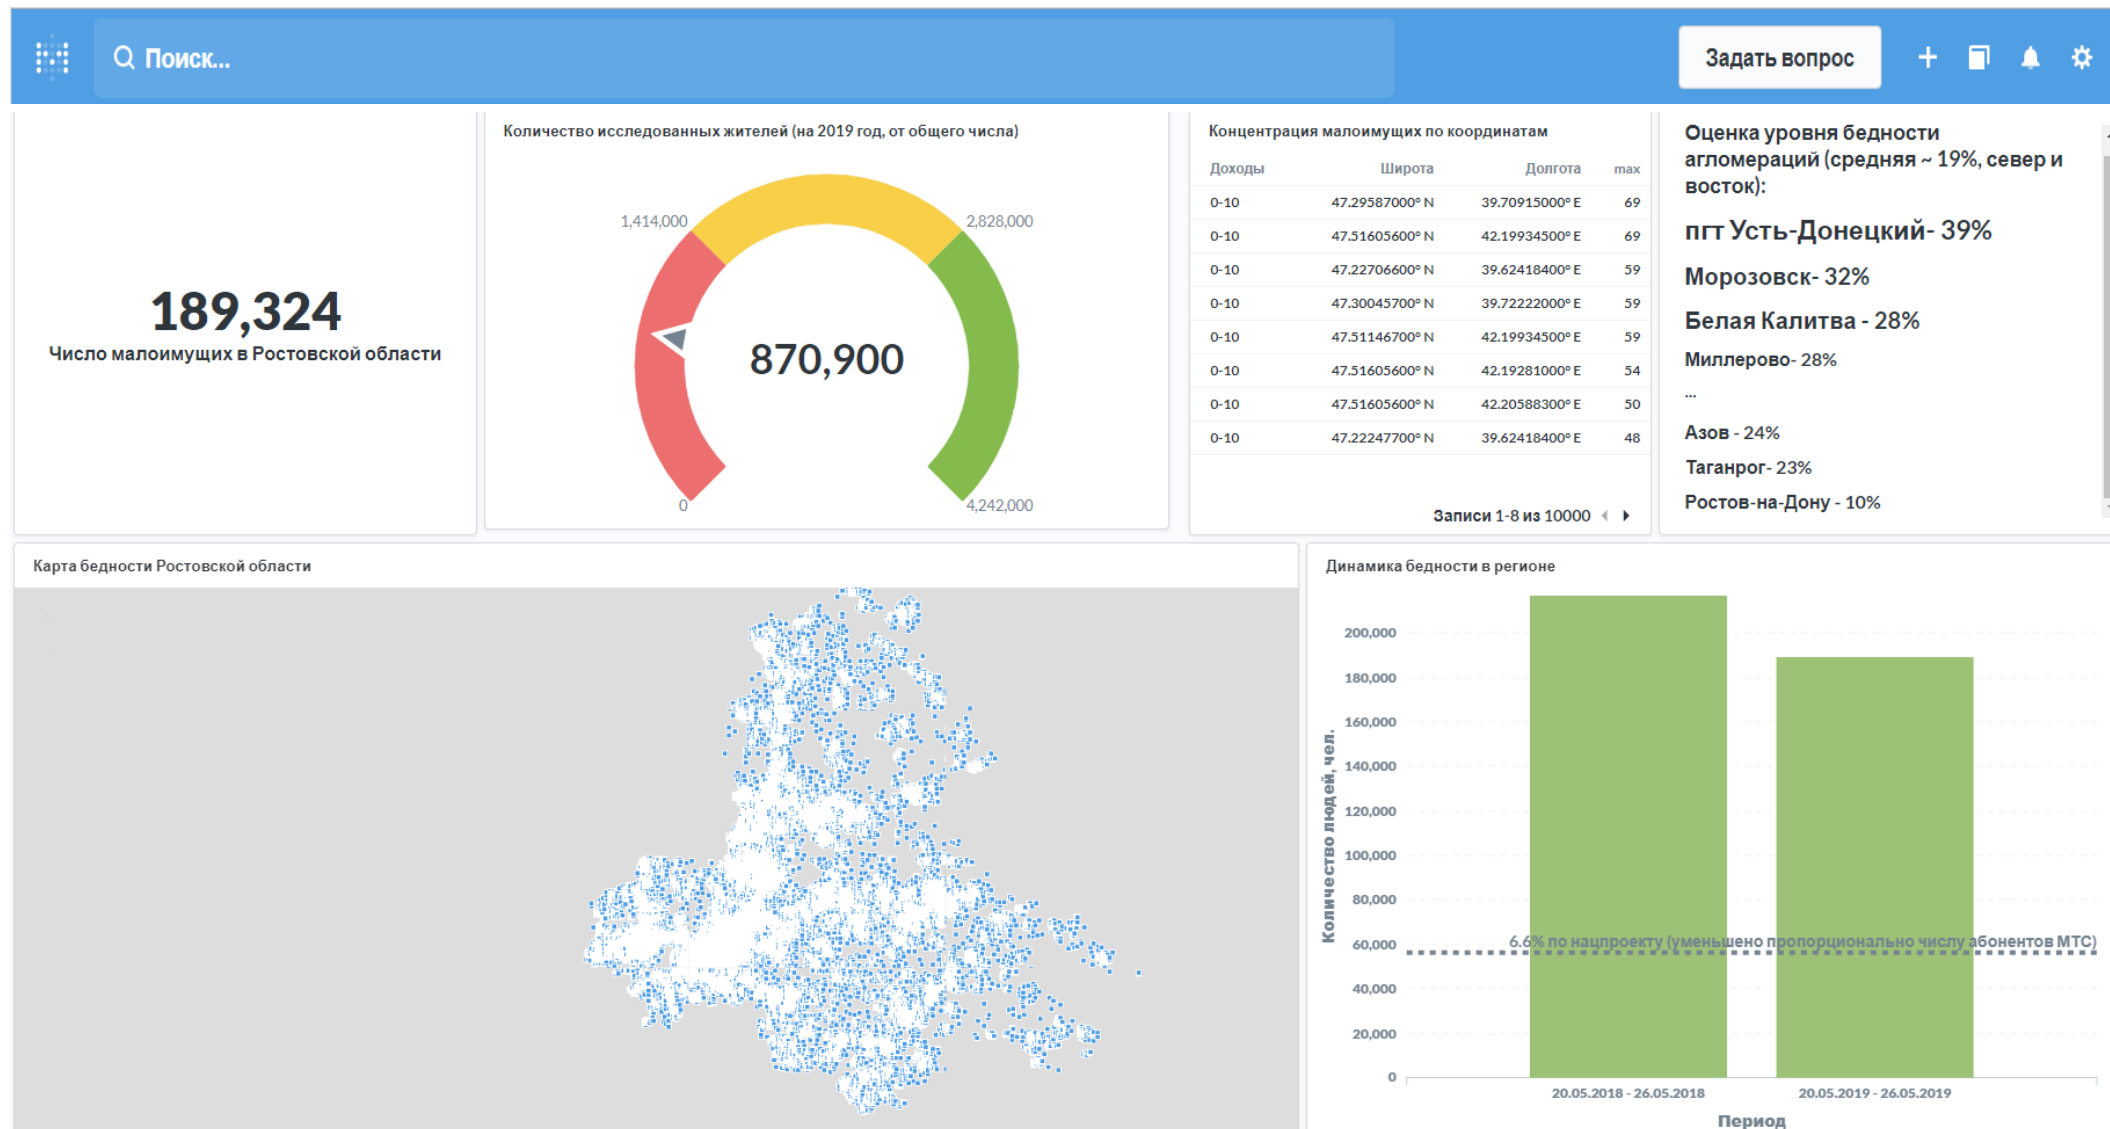 Поиск...
Задать вопрос
189,324
Число малоимущих в Ростовской области
Количество исследованных жителей (на 2019 год, от общего числа)
1,414,000
2,828,000
870,900
0
4,242,000
Концентрация малоимущих по координатам
Доходы Широта Долгота max
0-10 47.29587000° N 39.70915000° E 69
0-10 47.51605600° N 42.19934500° E 69
0-10 47.22706600° N 39.62418400° E 59
0-10 47.30045700° N 39.72222000° E 59
0-10 47.51146700° N 42.19934500° E 59
0-10 47.51605600° N 42.19281000° E 54
0-10 47.51605600° N 42.20588300° E 50
0-10 47.22247700° N 39.62418400° E 48
Записи 1-8 из 10000
Оценка уровня бедности
агломераций (средняя ~ 19%, север и
восток):
пгт Усть-Донецкий- 39%
Морозовск- 32%
Белая Калитва - 28%
Миллерово- 28%
...
Азов - 24%
Таганрог- 23%
Ростов-на-Дону - 10%
Карта бедности Ростовской области
Динамика бедности в регионе
Количество людей, чел.
200,000
180,000
160,000
140,000
120,000
100,000
80,000
60,000
40,000
20,000
0
6.6% по нацпроекту (уменьшено пропорционально числу абонентов МТС)
20.05.2018 - 26.05.2018
20.05.2019 - 26.05.2019
Период